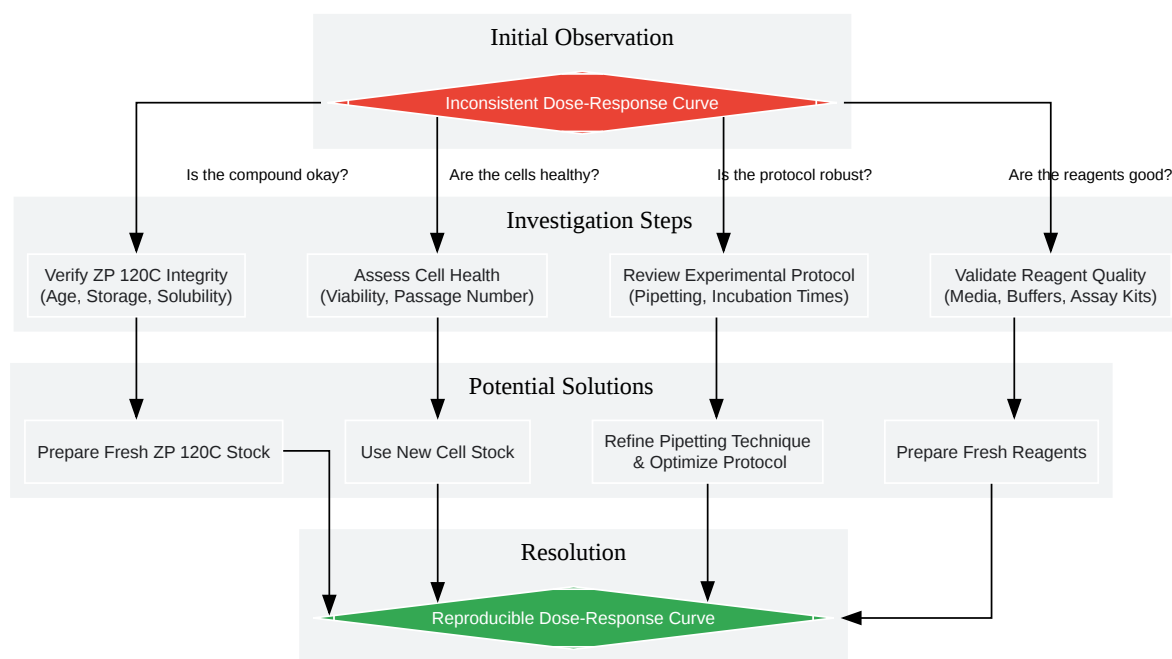 Initial Observation
Inconsistent Dose-Response Curve
Is the compound okay?
Are the cells healthy?
Is the protocol robust?
Are the reagents good?
Investigation Steps
Verify ZP 120C Integrity
(Age, Storage, Solubility)
Assess Cell Health
(Viability, Passage Number)
Review Experimental Protocol
(Pipetting, Incubation Times)
Validate Reagent Quality
(Media, Buffers, Assay Kits)
Potential Solutions
Prepare Fresh ZP 120C Stock
Use New Cell Stock
Refine Pipetting Technique
& Optimize Protocol
Prepare Fresh Reagents
Resolution
Reproducible Dose-Response Curve